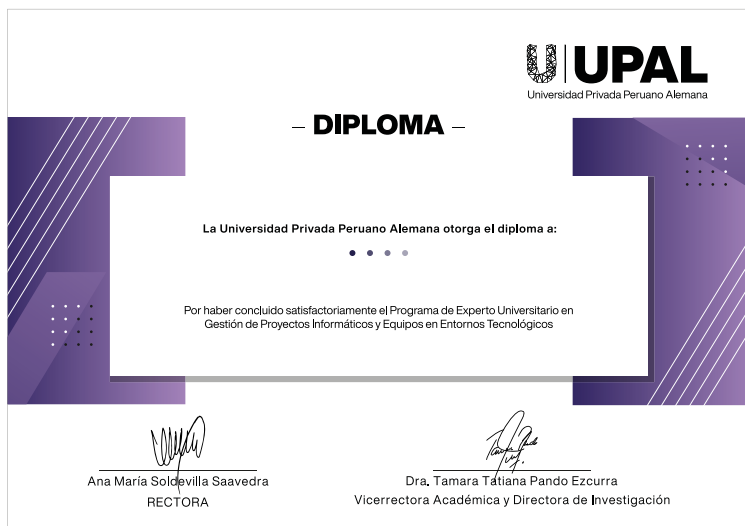 UPAL
Universidad Privada Peruano Alemana
– DIPLOMA –
La Universidad Privada Peruano Alemana otorga el diploma a:
Por haber concluido satisfactoriamente el Programa de Experto Universitario en
Gestión de Proyectos Informáticos y Equipos en Entornos Tecnológicos
Ana María Soldevilla Saavedra
RECTORA
Dra. Tamara Tatiana Pando Ezcurra
Vicerrectora Académica y Directora de Investigación